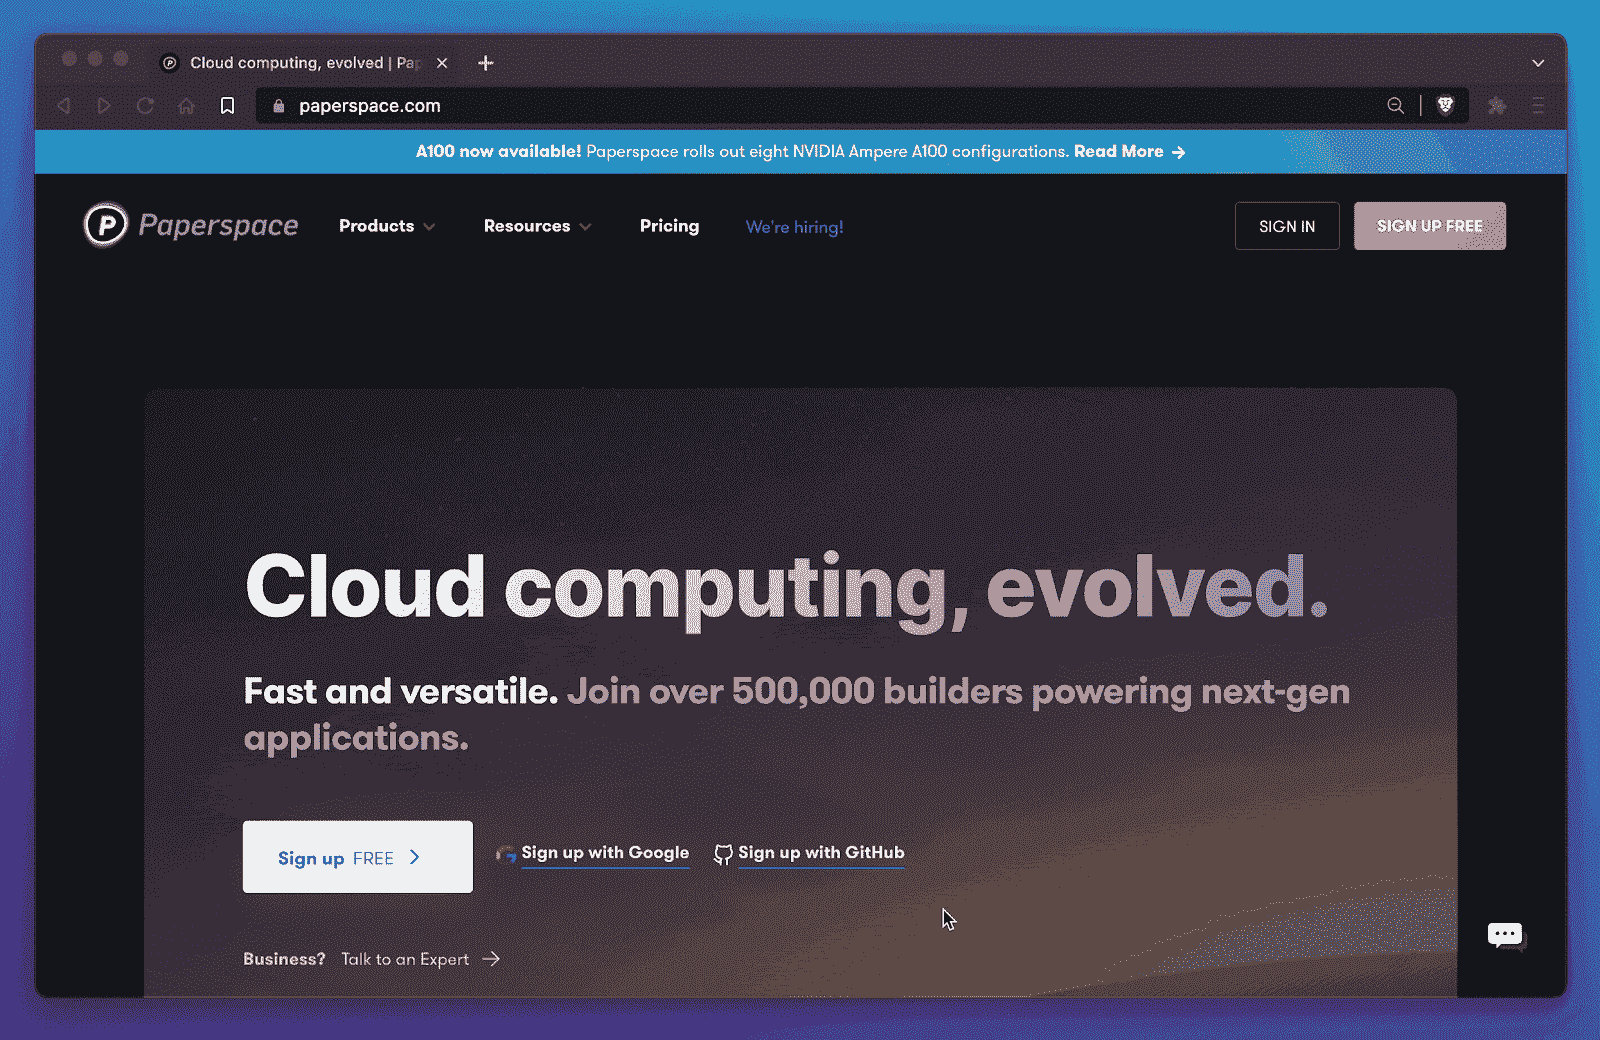 Cloud computing, evolved | Pap
paperspace.com
A100 now available! Paperspace rolls out eight NVIDIA Ampere A100 configurations. Read More →
P Paperspace Products Resources Pricing We're hiring! SIGN IN SIGN UP FREE
Cloud computing, evolved.
Fast and versatile. Join over 500,000 builders powering next-gen
applications.
Sign up FREE Sign up with Google Sign up with GitHub
Business? Talk to an Expert →